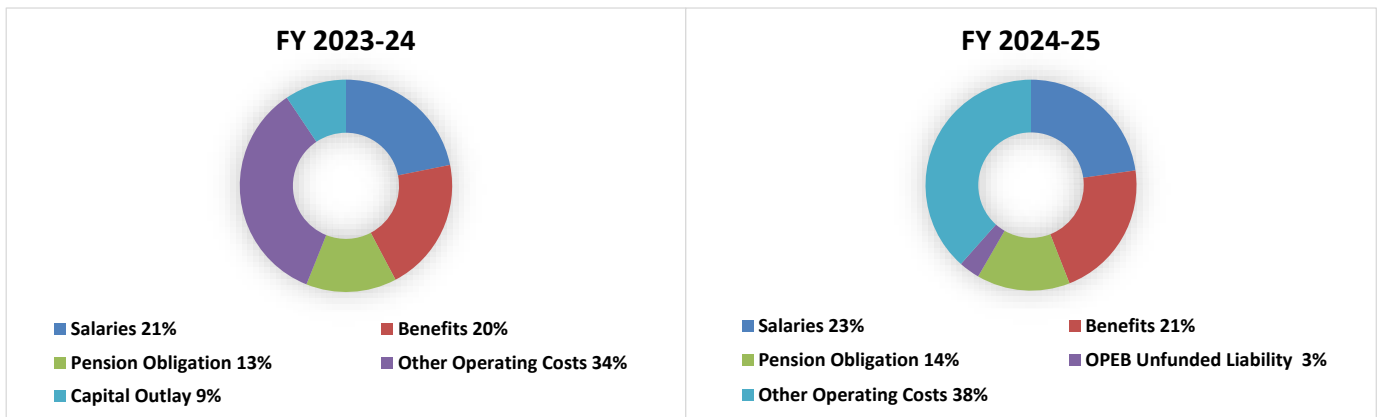 FY 2023-24
Salaries 21%
Benefits 20%
Pension Obligation 13%
Other Operating Costs 34%
Capital Outlay 9%
FY 2024-25
Salaries 23%
Benefits 21%
Pension Obligation 14%
OPEB Unfunded Liability 3%
Other Operating Costs 38%